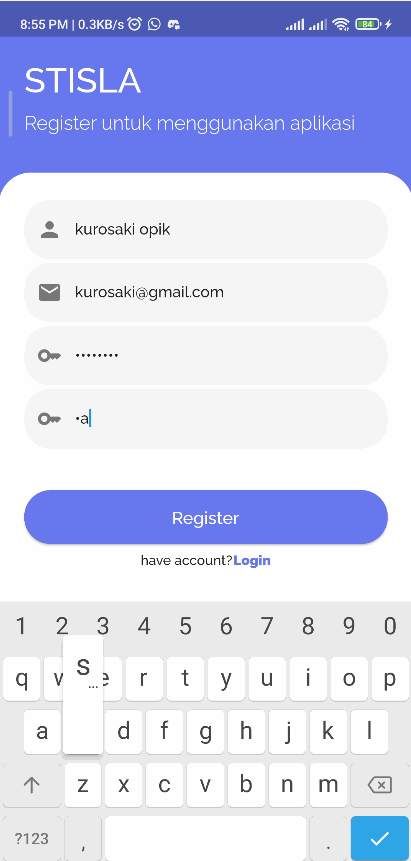 8:55 PM | 0.3KB/s
84
STISLA
Register untuk menggunakan aplikasi
kurosaki opik
kurosaki@gmail.com
••••••••
•a
Register
have account?Login
1 2 3 4 5 6 7 8 9 0
q w e r t y u i o p
s...
a d f g h j k l
z x c v b n m
?123 , .